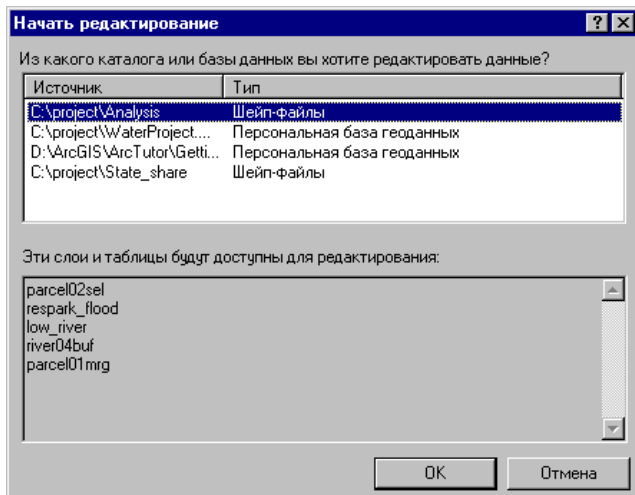 Начать редактирование
Из какого каталога или базы данных вы хотите редактировать данные?
Источник Тип
C:\project\Analysis Шейп-файлы
C:\project\WaterProject.... Персональная база геоданных
D:\ArcGIS\ArcTutor\Getti... Персональная база геоданных
C:\project\State_share Шейп-файлы
Эти слои и таблицы будут доступны для редактирования:
parcel02sel
respark_flood
low_river
river04buf
parcel01mrg
OK Отмена